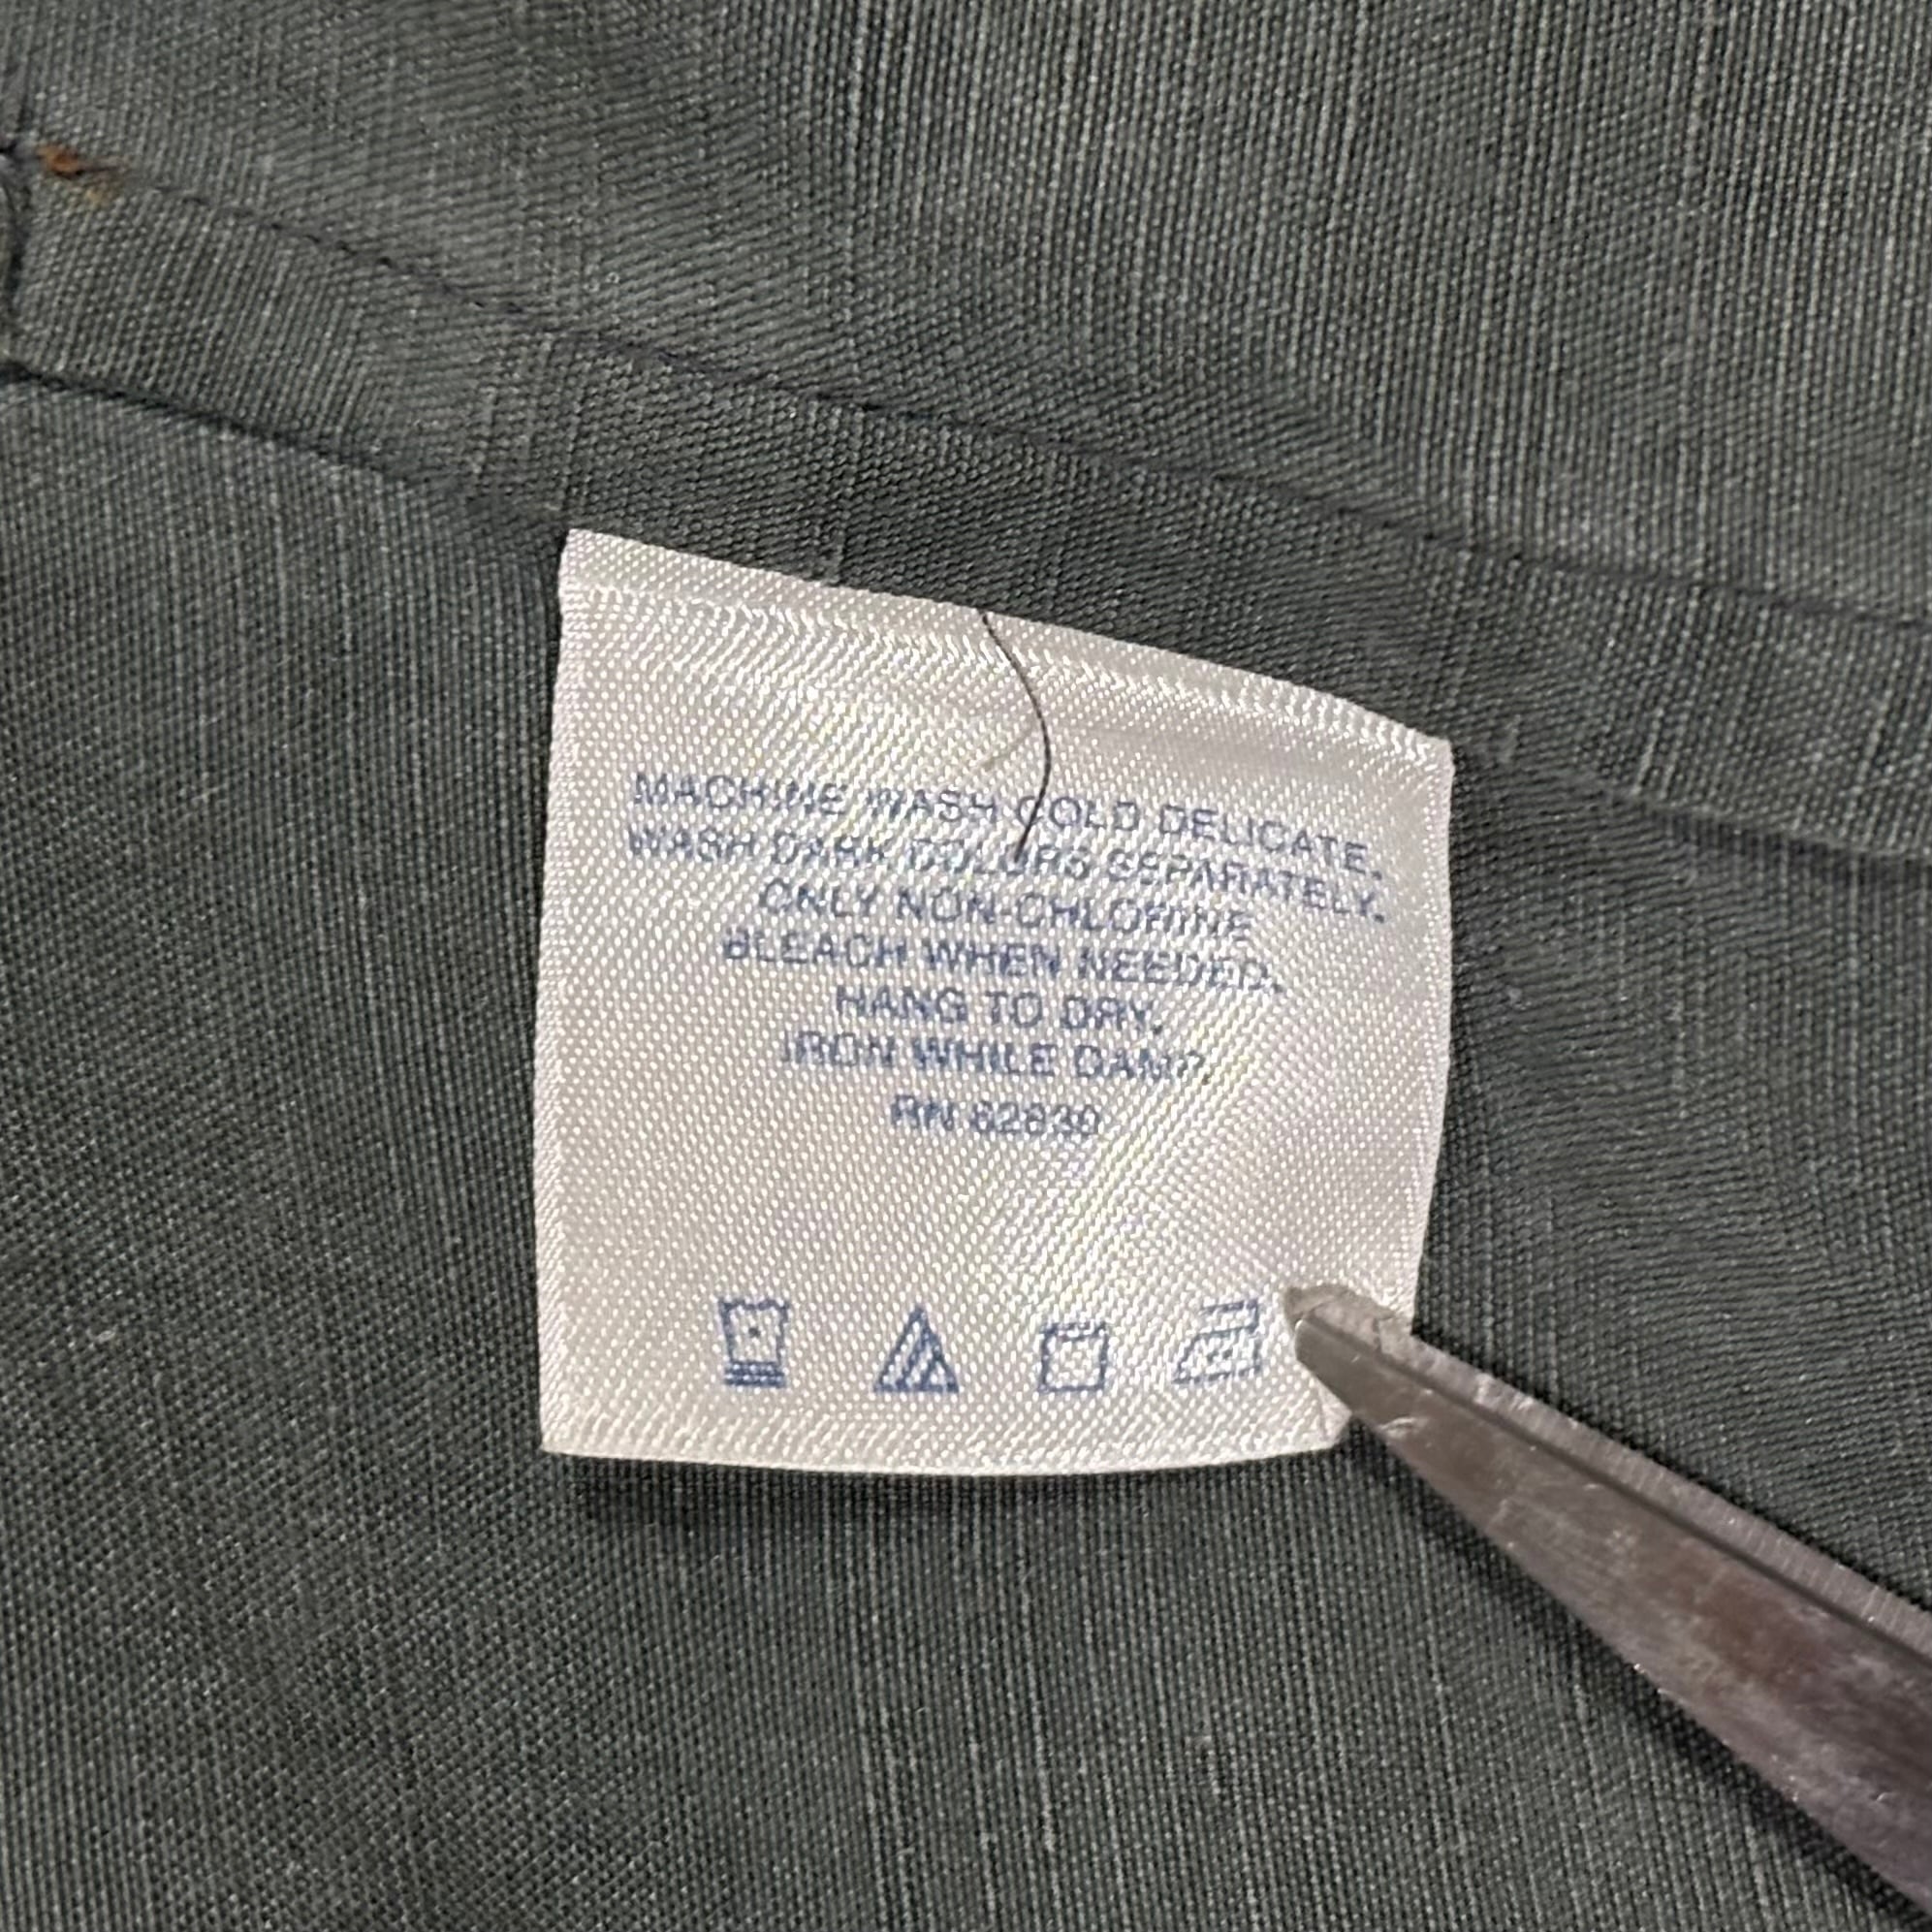 MACHINE WASH COLD DELICATE.
WASH DARK COLORS SEPARATELY.
ONLY NON-CHLORINE
BLEACH WHEN NEEDED.
HANG TO DRY.
IRON WHILE DAMP.
RN